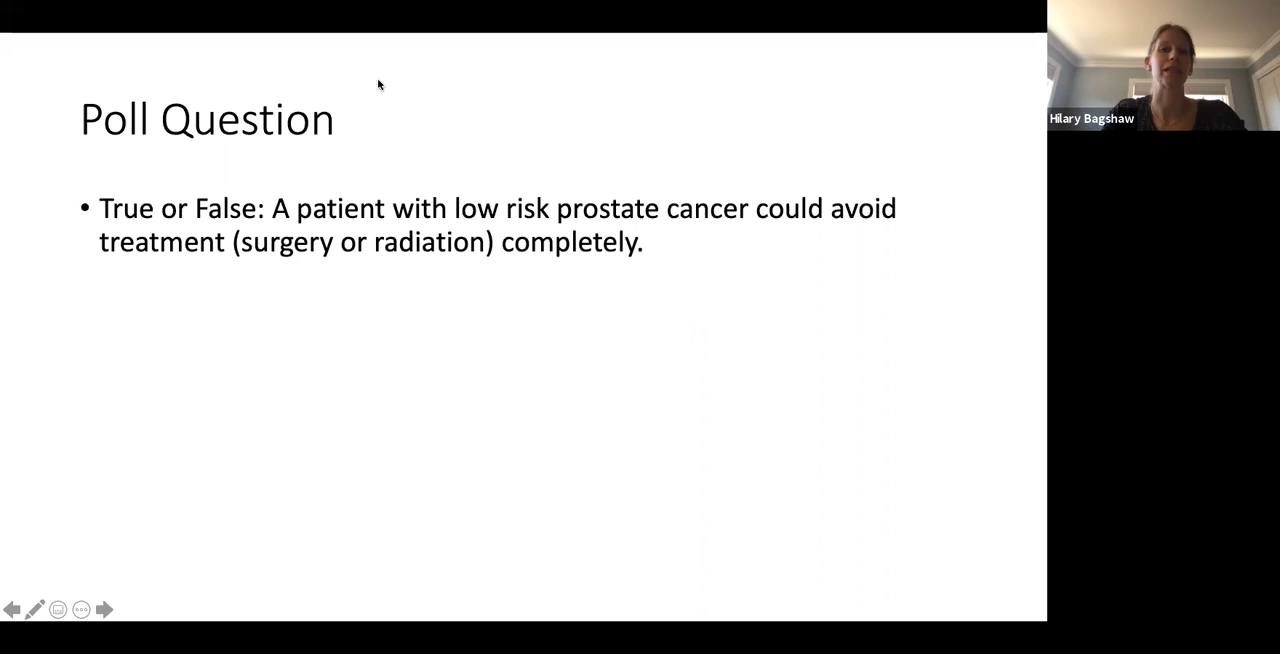 Poll Question
• True or False: A patient with low risk prostate cancer could avoid
treatment (surgery or radiation) completely.
Hilary Bagshaw